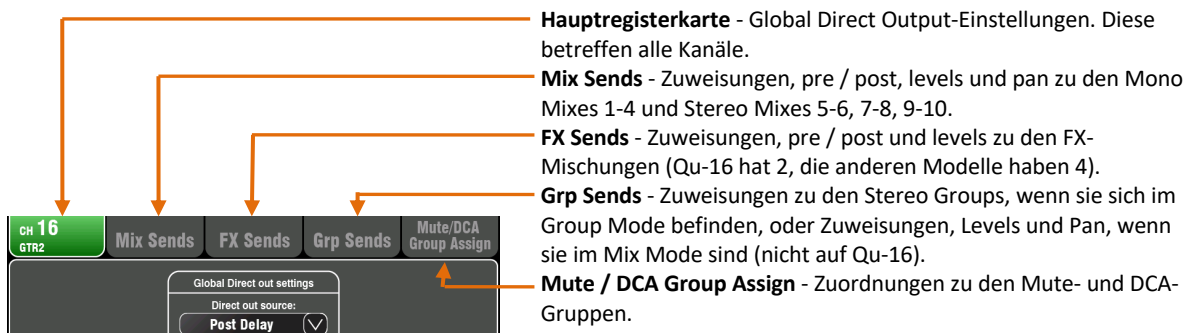 Hauptregisterkarte - Global Direct Output-Einstellungen. Diese
betreffen alle Kanäle.
Mix Sends - Zuweisungen, pre / post, levels und pan zu den Mono
Mixes 1-4 und Stereo Mixes 5-6, 7-8, 9-10.
FX Sends - Zuweisungen, pre / post und levels zu den FX-
Mischungen (Qu-16 hat 2, die anderen Modelle haben 4).
Grp Sends - Zuweisungen zu den Stereo Groups, wenn sie sich im
Group Mode befinden, oder Zuweisungen, Levels und Pan, wenn
sie im Mix Mode sind (nicht auf Qu-16).
Mute / DCA Group Assign - Zuordnungen zu den Mute- und DCA-
Gruppen.
CH 16
GTR2
Mix Sends
FX Sends
Grp Sends
Mute/DCA
Group Assign
Global Direct out settings
Direct out source:
Post Delay